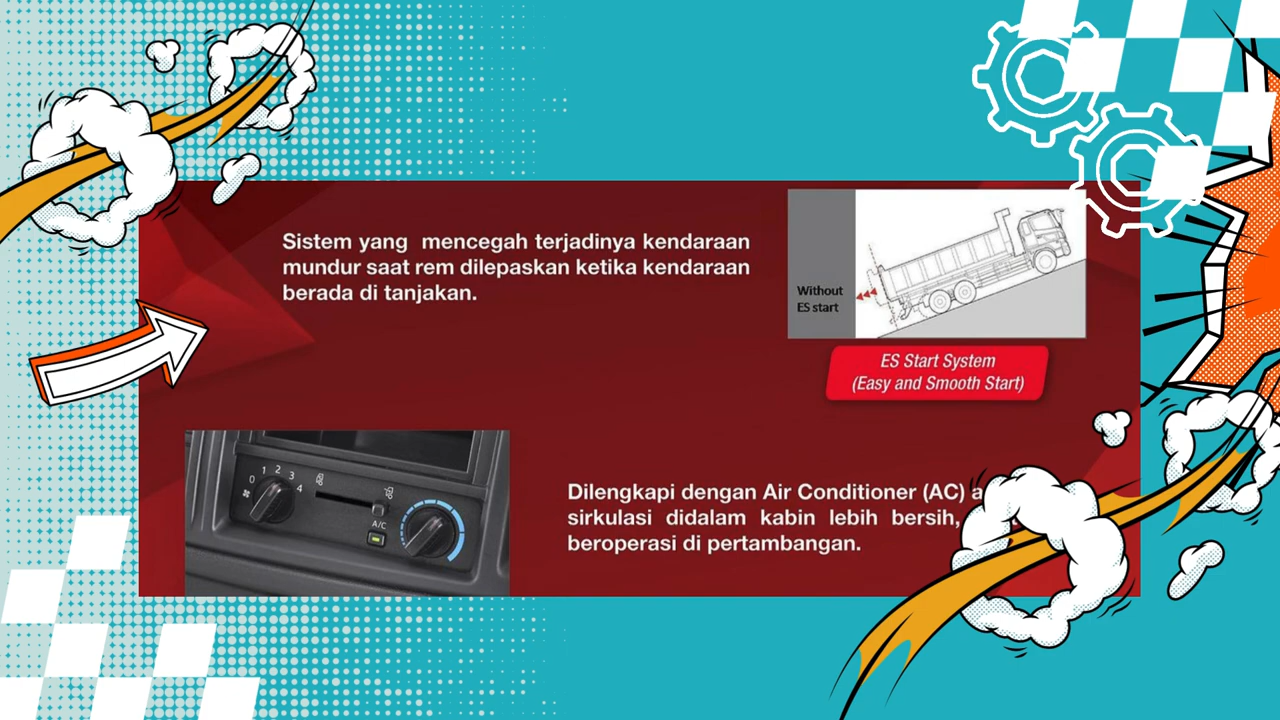 Sistem yang mencegah terjadinya kendaraan
mundur saat rem dilepaskan ketika kendaraan
berada di tanjakan.
Without
ES start
ES Start System
(Easy and Smooth Start)
0 1 2 3 4
A/C
Dilengkapi dengan Air Conditioner (AC)
sirkulasi didalam kabin lebih bersih,
beroperasi di pertambangan.